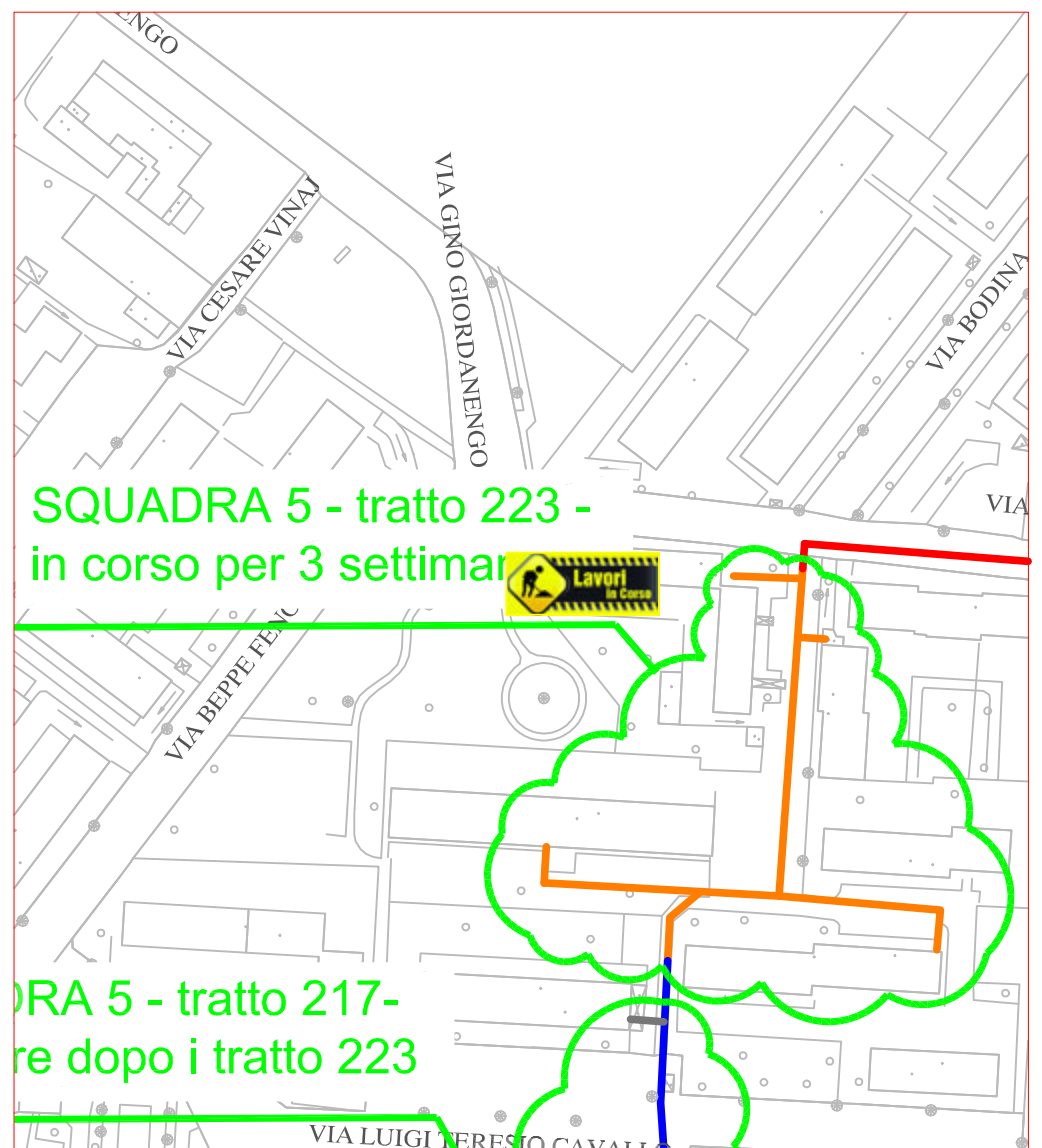 ENGO
VIA GINO GIORDANENGO
VIA CESARE VINAJ
VIA BODINA
SQUADRA 5 - tratto 223 -
in corso per 3 settiman
VIA
Lavori
in Corso
VIA BEPPE FENO
DRA 5 - tratto 217-
re dopo i tratto 223
VIA LUIGI TERESIO CAVALLO